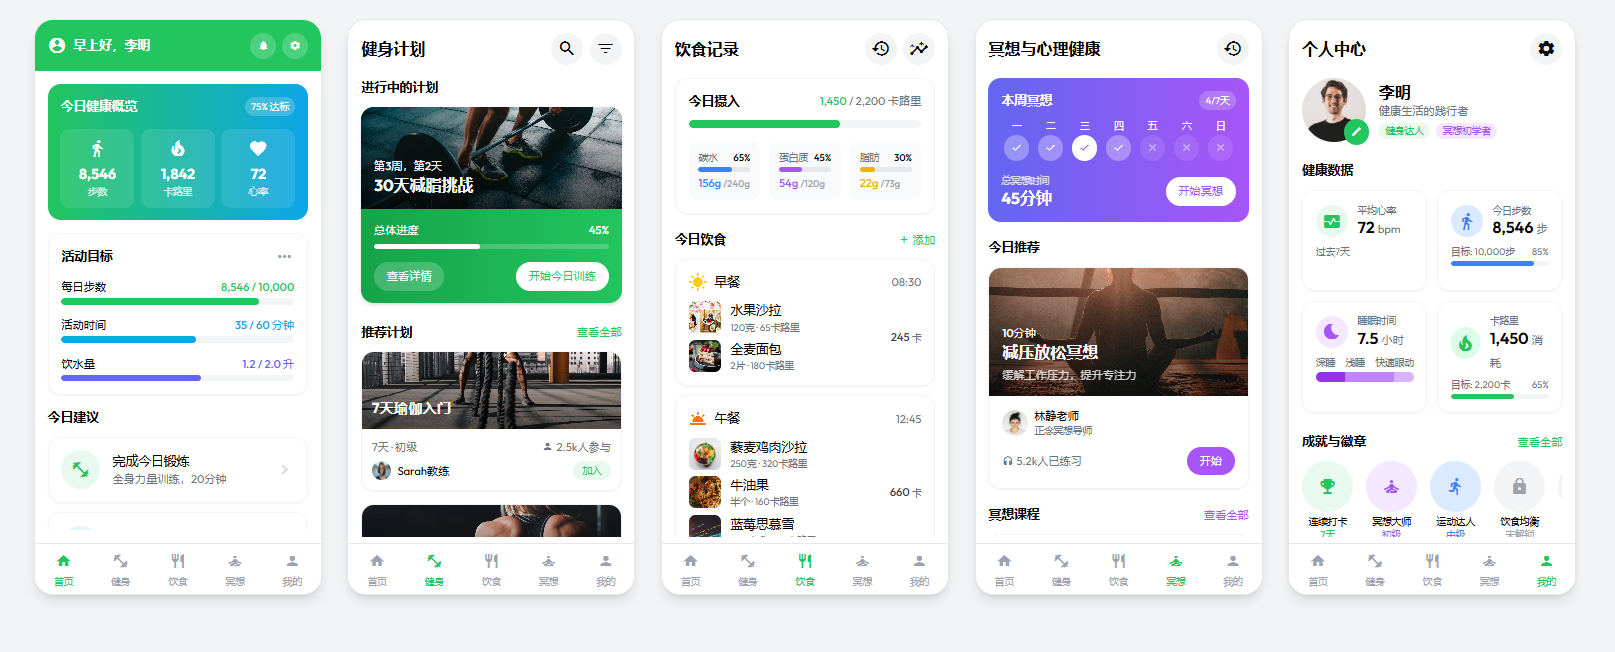 早上好，李明
今日健康概览
75%达标
8,546
步数
1,842
卡路里
72
心率
活动目标
每日步数
8,546 / 10,000
活动时间
35 / 60 分钟
饮水量
1.2 / 2.0 升
今日建议
完成今日锻炼
全身力量训练，20分钟
首页
健身
饮食
冥想
我的
健身计划
进行中的计划
第3周，第2天
30天减脂挑战
总体进度
45%
查看详情
开始今日训练
推荐计划
查看全部
7天瑜伽入门
7天·初级
2.5k人参与
Sarah教练
加入
首页
健身
饮食
冥想
我的
饮食记录
今日摄入
1,450 / 2,200 卡路里
碳水 65%
156g /240g
蛋白质 45%
54g /120g
脂肪 30%
22g /73g
今日饮食
+ 添加
早餐
08:30
水果沙拉
120克·65卡路里
全麦面包
2片·180卡路里
245 卡
午餐
12:45
藜麦鸡肉沙拉
250克·320卡路里
牛油果
半个·160卡路里
蓝莓思慕雪
660 卡
首页
健身
饮食
冥想
我的
冥想与心理健康
本周冥想
4/7天
一 二 三 四 五 六 日
总冥想时间
45分钟
开始冥想
今日推荐
10分钟
减压放松冥想
缓解工作压力，提升专注力
林静老师
正念冥想导师
5.2k人已练习
开始
冥想课程
查看全部
首页
健身
饮食
冥想
我的
个人中心
李明
健康生活的践行者
健身达人
冥想初学者
健康数据
平均心率
72 bpm
过去7天
今日步数
8,546 步
目标: 10,000步
85%
睡眠时间
7.5 小时
深睡 浅睡 快速眼动
卡路里
1,450 消
耗
目标: 2,200卡
65%
成就与徽章
查看全部
连续打卡
7天
冥想大师
初级
运动达人
中级
饮食均衡
未解锁
首页
健身
饮食
冥想
我的